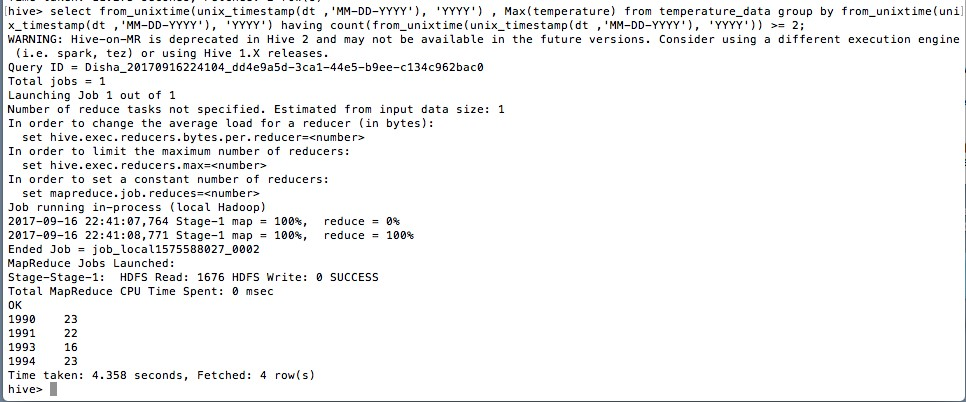 hive> select from_unixtime(unix_timestamp(dt ,'MM-DD-YYYY'), 'YYYY') , Max(temperature) from temperature_data group by from_unixtime(uni
x_timestamp(dt ,'MM-DD-YYYY'), 'YYYY') having count(from_unixtime(unix_timestamp(dt ,'MM-DD-YYYY'), 'YYYY')) >= 2;
WARNING: Hive-on-MR is deprecated in Hive 2 and may not be available in the future versions. Consider using a different execution engine
 (i.e. spark, tez) or using Hive 1.X releases.
Query ID = Disha_20170916224104_dd4e9a5d-3ca1-44e5-b9ee-c134c962bac0
Total jobs = 1
Launching Job 1 out of 1
Number of reduce tasks not specified. Estimated from input data size: 1
In order to change the average load for a reducer (in bytes):
  set hive.exec.reducers.bytes.per.reducer=<number>
In order to limit the maximum number of reducers:
  set hive.exec.reducers.max=<number>
In order to set a constant number of reducers:
  set mapreduce.job.reduces=<number>
Job running in-process (local Hadoop)
2017-09-16 22:41:07,764 Stage-1 map = 100%,  reduce = 0%
2017-09-16 22:41:08,771 Stage-1 map = 100%,  reduce = 100%
Ended Job = job_local1575588027_0002
MapReduce Jobs Launched:
Stage-Stage-1:  HDFS Read: 1676 HDFS Write: 0 SUCCESS
Total MapReduce CPU Time Spent: 0 msec
OK
1990    23
1991    22
1993    16
1994    23
Time taken: 4.358 seconds, Fetched: 4 row(s)
hive>